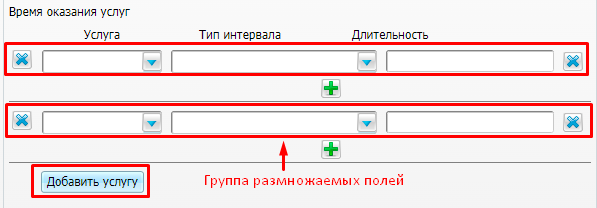 Время оказания услуг
Услуга Тип интервала Длительность
Группа размножаемых полей
Добавить услугу